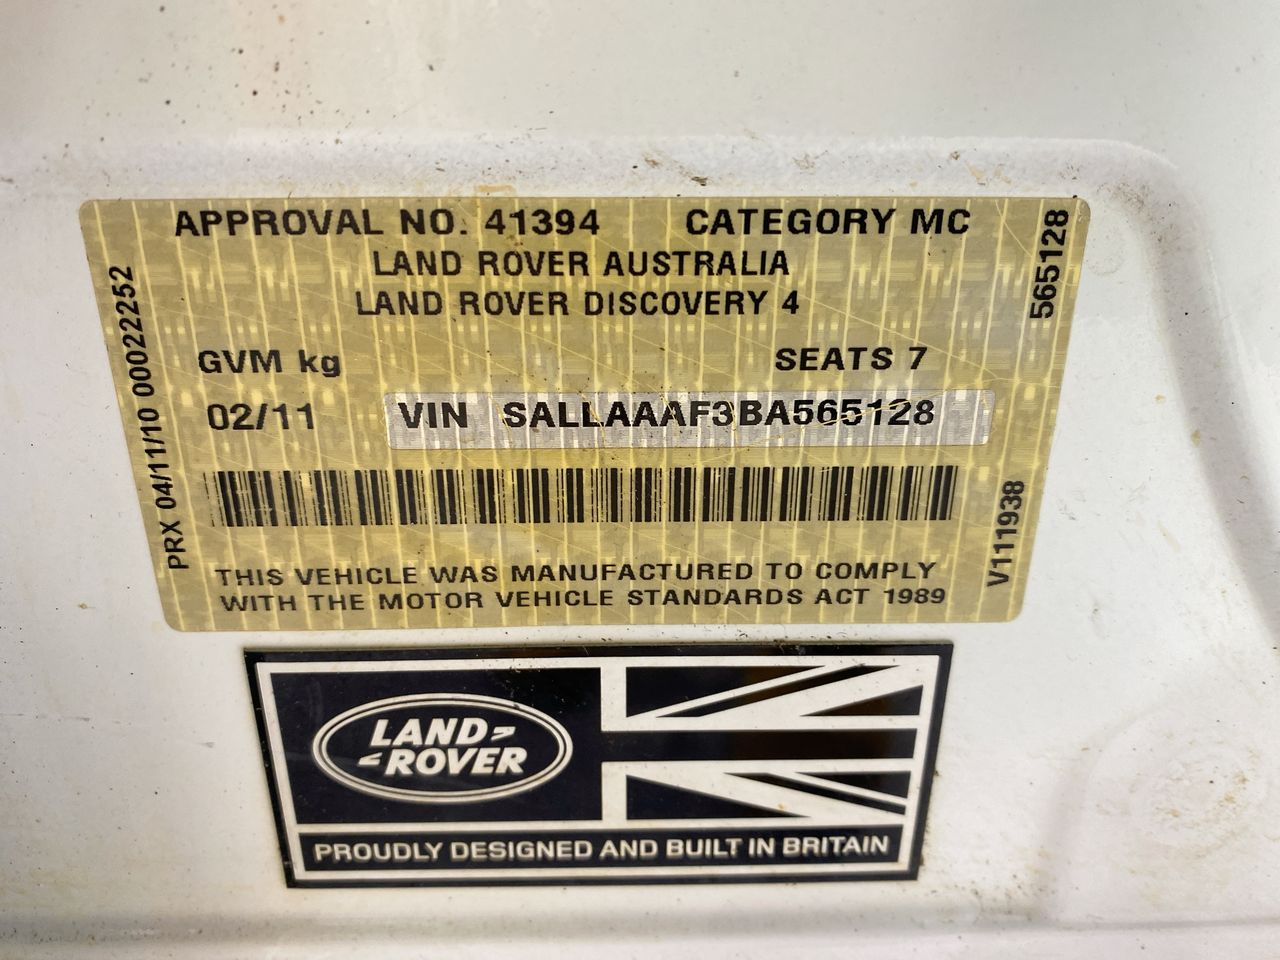 APPROVAL NO. 41394 CATEGORY MC
LAND ROVER AUSTRALIA
LAND ROVER DISCOVERY 4
GVM kg SEATS 7
02/11 VIN SALLAAAF3BA565128
THIS VEHICLE WAS MANUFACTURED TO COMPLY
WITH THE MOTOR VEHICLE STANDARDS ACT 1989
PRX 04/11/10 00022252
565128
V111938
LAND
ROVER
PROUDLY DESIGNED AND BUILT IN BRITAIN